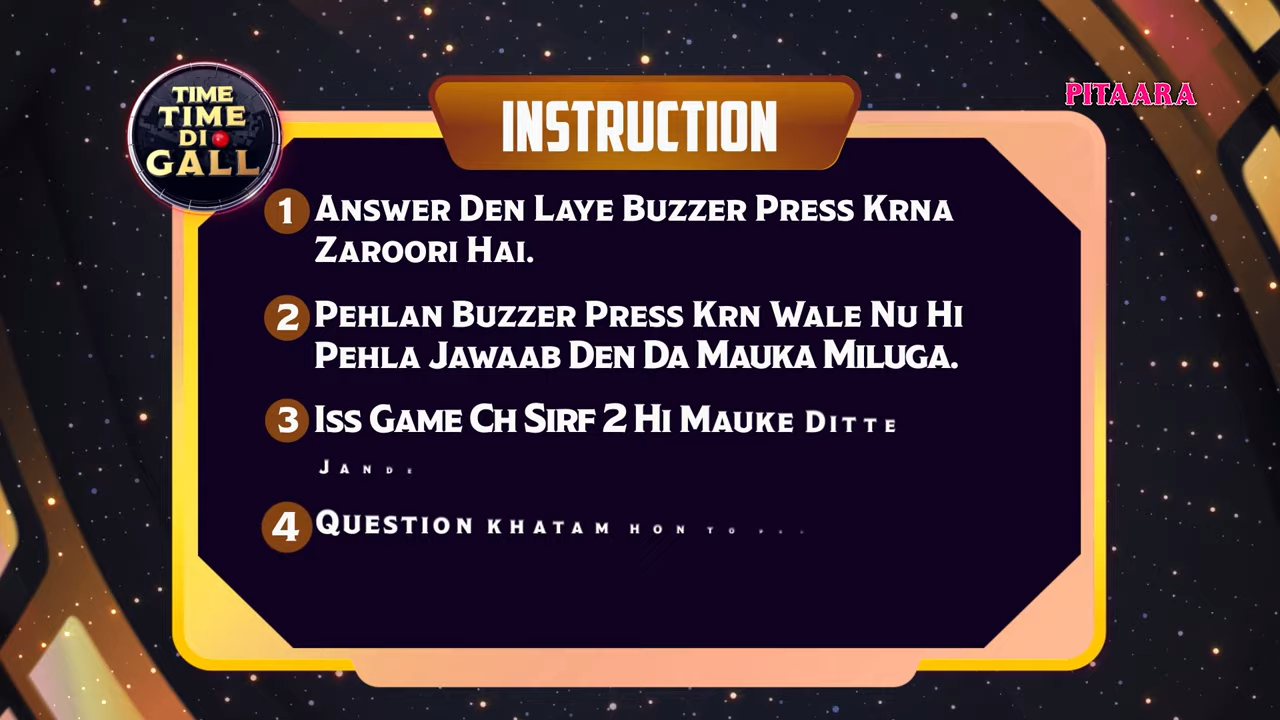 TIME
TIME
DI
GALL
INSTRUCTION
PITAARA
1 Answer Den Laye Buzzer Press Krna
Zaroori Hai.
2 Pehlan Buzzer Press Krn Wale Nu Hi
Pehla Jawaab Den Da Mauka Miluga.
3 Iss Game Ch Sirf 2 Hi Mauke Ditte
Jande
4 Question khatam hon to